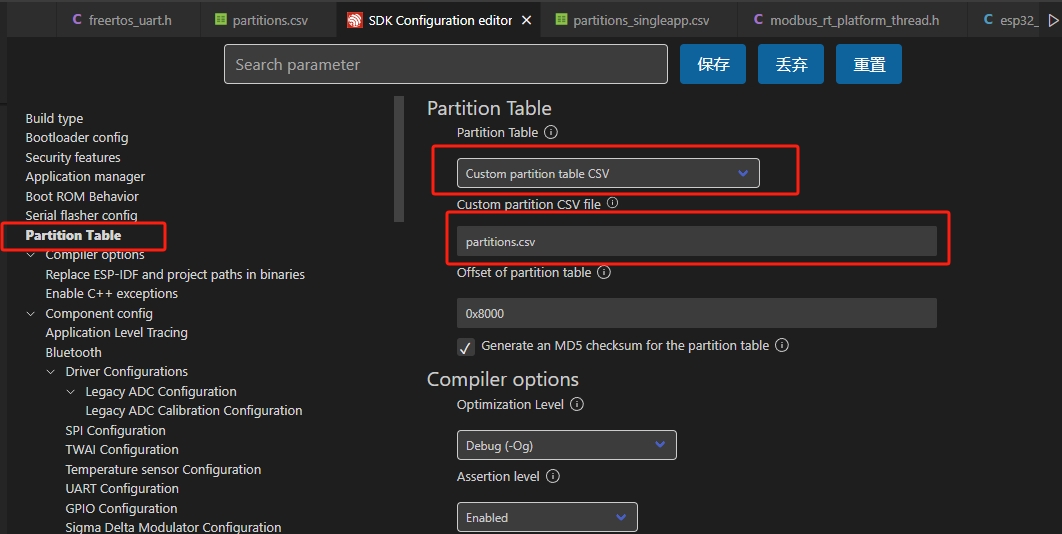 freertos_uart.h
partitions.csv
SDK Configuration editor
partitions_singleapp.csv
modbus_rt_platform_thread.h
esp32_
Search parameter
保存
丢弃
重置
Build type
Bootloader config
Security features
Application manager
Boot ROM Behavior
Serial flasher config
Partition Table
Compiler options
Replace ESP-IDF and project paths in binaries
Enable C++ exceptions
Component config
Application Level Tracing
Bluetooth
Driver Configurations
Legacy ADC Configuration
Legacy ADC Calibration Configuration
SPI Configuration
TWAI Configuration
Temperature sensor Configuration
UART Configuration
GPIO Configuration
Sigma Delta Modulator Configuration
Partition Table
Partition Table
Custom partition table CSV
Custom partition CSV file
partitions.csv
Offset of partition table
0x8000
Generate an MD5 checksum for the partition table
Compiler options
Optimization Level
Debug (-Og)
Assertion level
Enabled